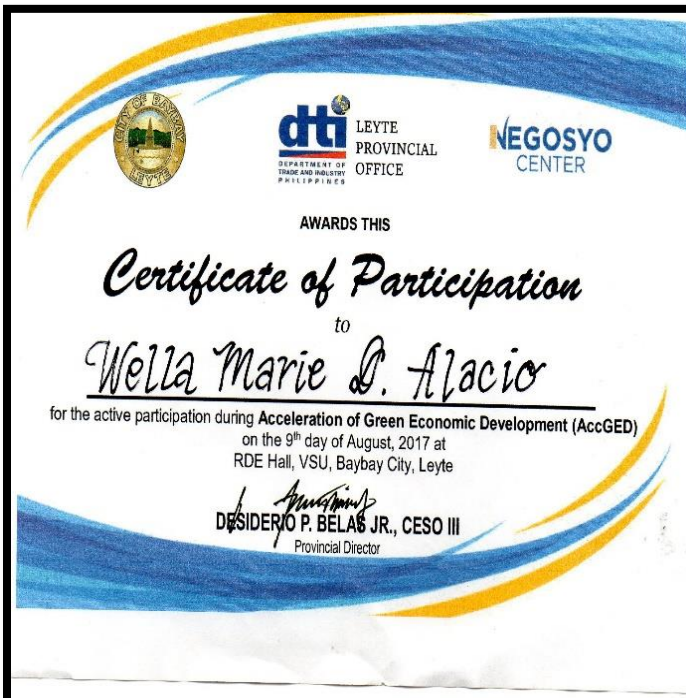 CITY OF BAYBAY
LEYTE
dti
DEPARTMENT OF
TRADE AND INDUSTRY
PHILIPPINES
LEYTE
PROVINCIAL
OFFICE
NEGOSYO
CENTER
AWARDS THIS
Certificate of Participation
to
Wella Marie D. Alacio
for the active participation during Acceleration of Green Economic Development (AccGED)
on the 9th day of August, 2017 at
RDE Hall, VSU, Baybay City, Leyte
DESIDERIO P. BELAS JR., CESO III
Provincial Director